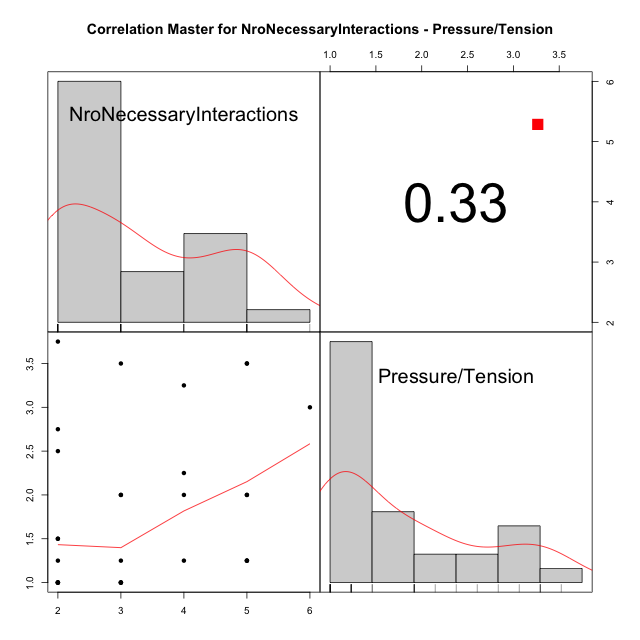 Correlation Master for NroNecessaryInteractions - Pressure/Tension
1.0 1.5 2.0 2.5 3.0 3.5
NroNecessaryInteractions
0.33
6
5
4
3
2
3.5
3.0
2.5
2.0
1.5
1.0
Pressure/Tension
2 3 4 5 6